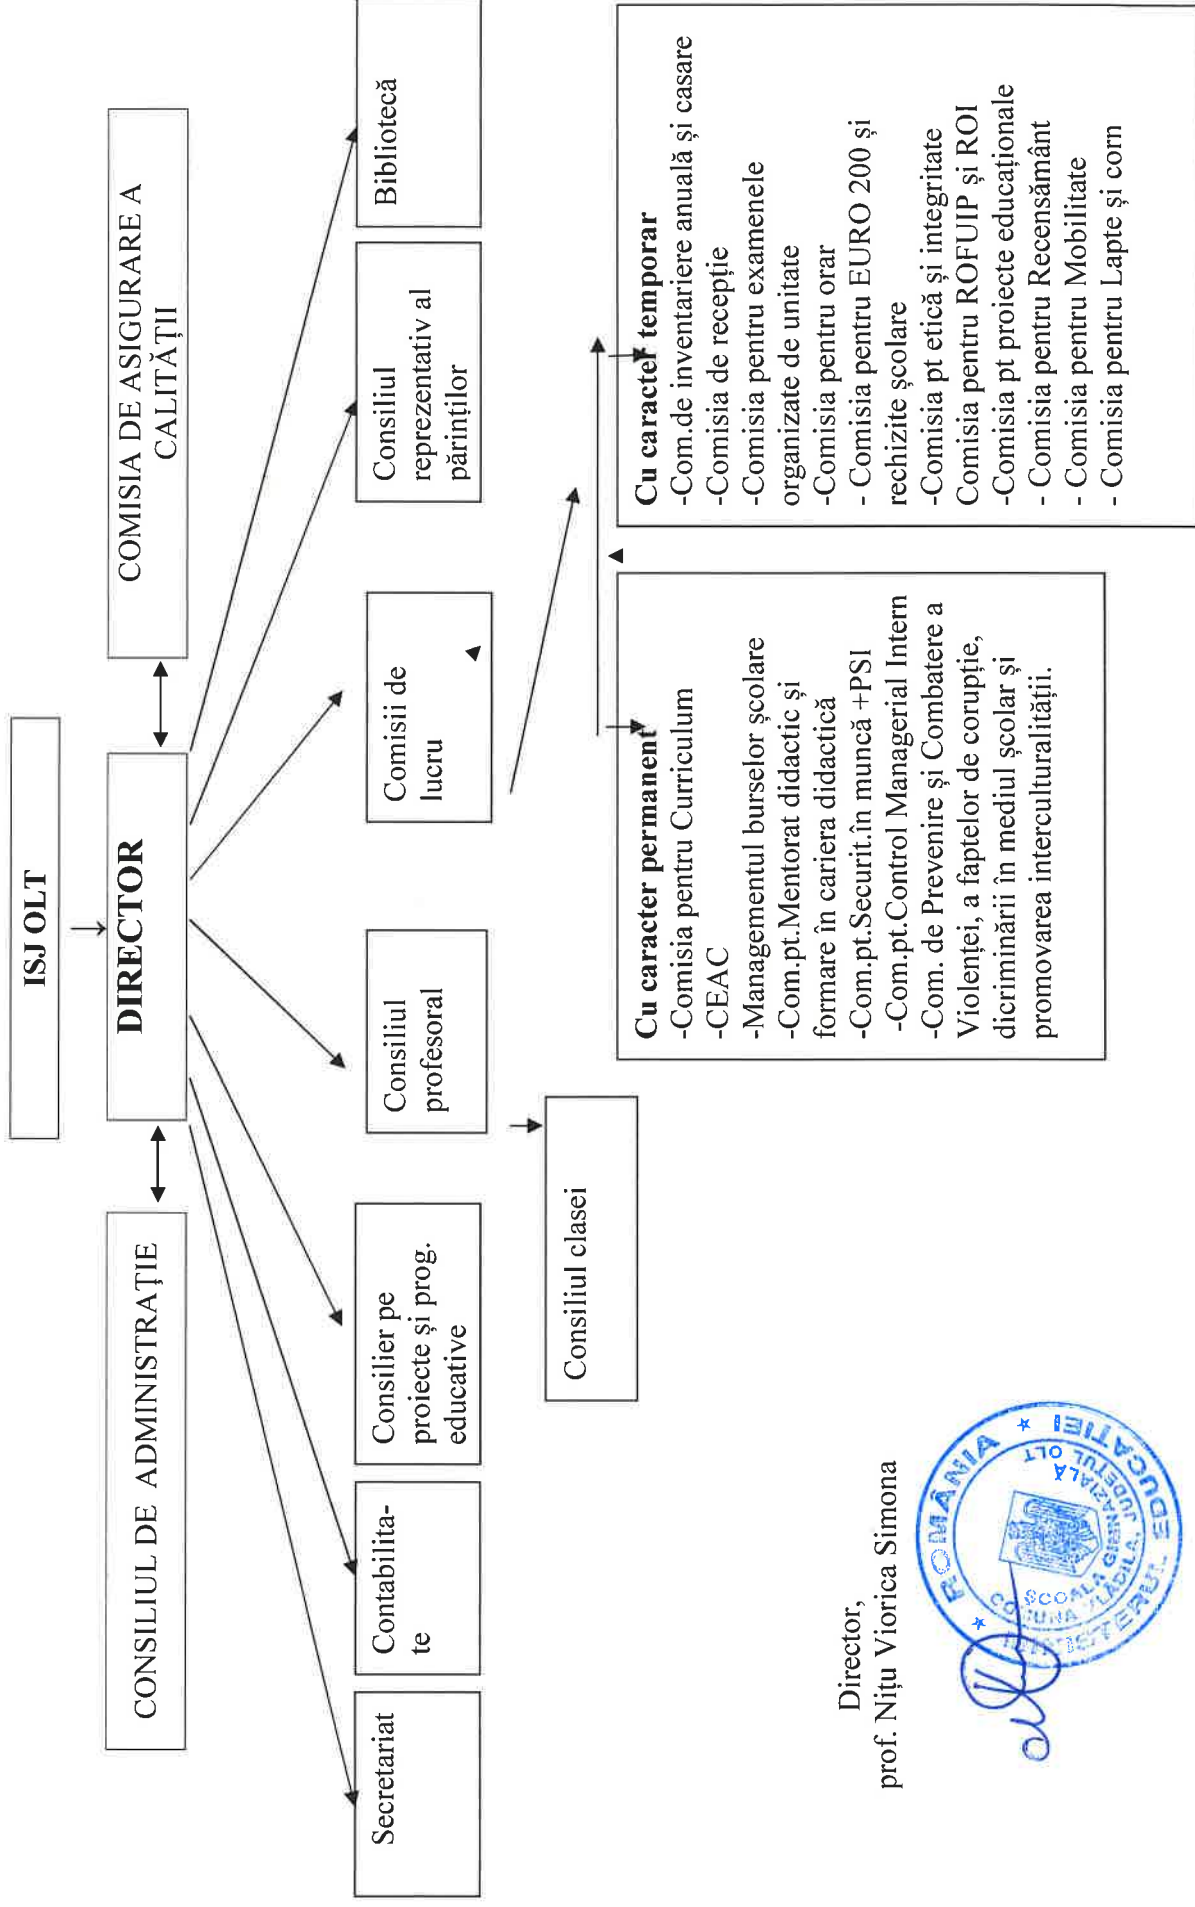 ISJ OLT
CONSILIUL DE ADMINISTRAȚIE
DIRECTOR
COMISIA DE ASIGURARE A
CALITĂȚII
Secretariat
Contabilita-
te
Consilier pe
proiecte și prog.
educative
Consiliul
profesoral
Comisii de
lucru
Consiliul
reprezentativ al
părinților
Bibliotecă
Consiliul clasei
Cu caracter permanent
-Comisia pentru Curriculum
-CEAC
-Managementul burselor școlare
-Com.pt.Mentorat didactic și
formare în cariera didactică
-Com.pt.Securit.în muncă +PSI
-Com.pt.Control Managerial Intern
-Com. de Prevenire și Combatere a
Violenței, a faptelor de corupție,
dicriminării în mediul școlar și
promovarea interculturalității.
Cu caracter temporar
-Com.de inventariere anuală și casare
-Comisia de recepție
-Comisia pentru examenele
organizate de unitate
-Comisia pentru orar
- Comisia pentru EURO 200 și
rechizite școlare
-Comisia pt etică și integritate
Comisia pentru ROFUIP și ROI
-Comisia pt proiecte educaționale
- Comisia pentru Recensământ
- Comisia pentru Mobilitate
- Comisia pentru Lapte și corn
Director,
prof. Nițu Viorica Simona
ROMÂNIA
MINISTERUL EDUCAȚIEI
ȘCOALA GIMNAZIALĂ
COMUNA VLĂDILA, JUDEȚUL OLT